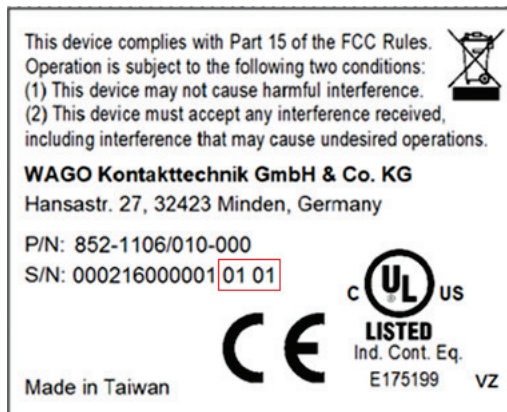 This device complies with Part 15 of the FCC Rules.
Operation is subject to the following two conditions:
(1) This device may not cause harmful interference.
(2) This device must accept any interference received,
including interference that may cause undesired operations.
WAGO Kontakttechnik GmbH & Co. KG
Hansastr. 27, 32423 Minden, Germany
P/N: 852-1106/010-000
S/N: 000216000001 01 01
C UL US
LISTED
CE
Ind. Cont. Eq.
E175199
VZ
Made in Taiwan